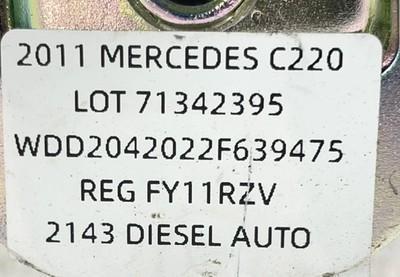 2011 MERCEDES C220
LOT 71342395
WDD2042022F639475
REG FY11RZV
2143 DIESEL AUTO